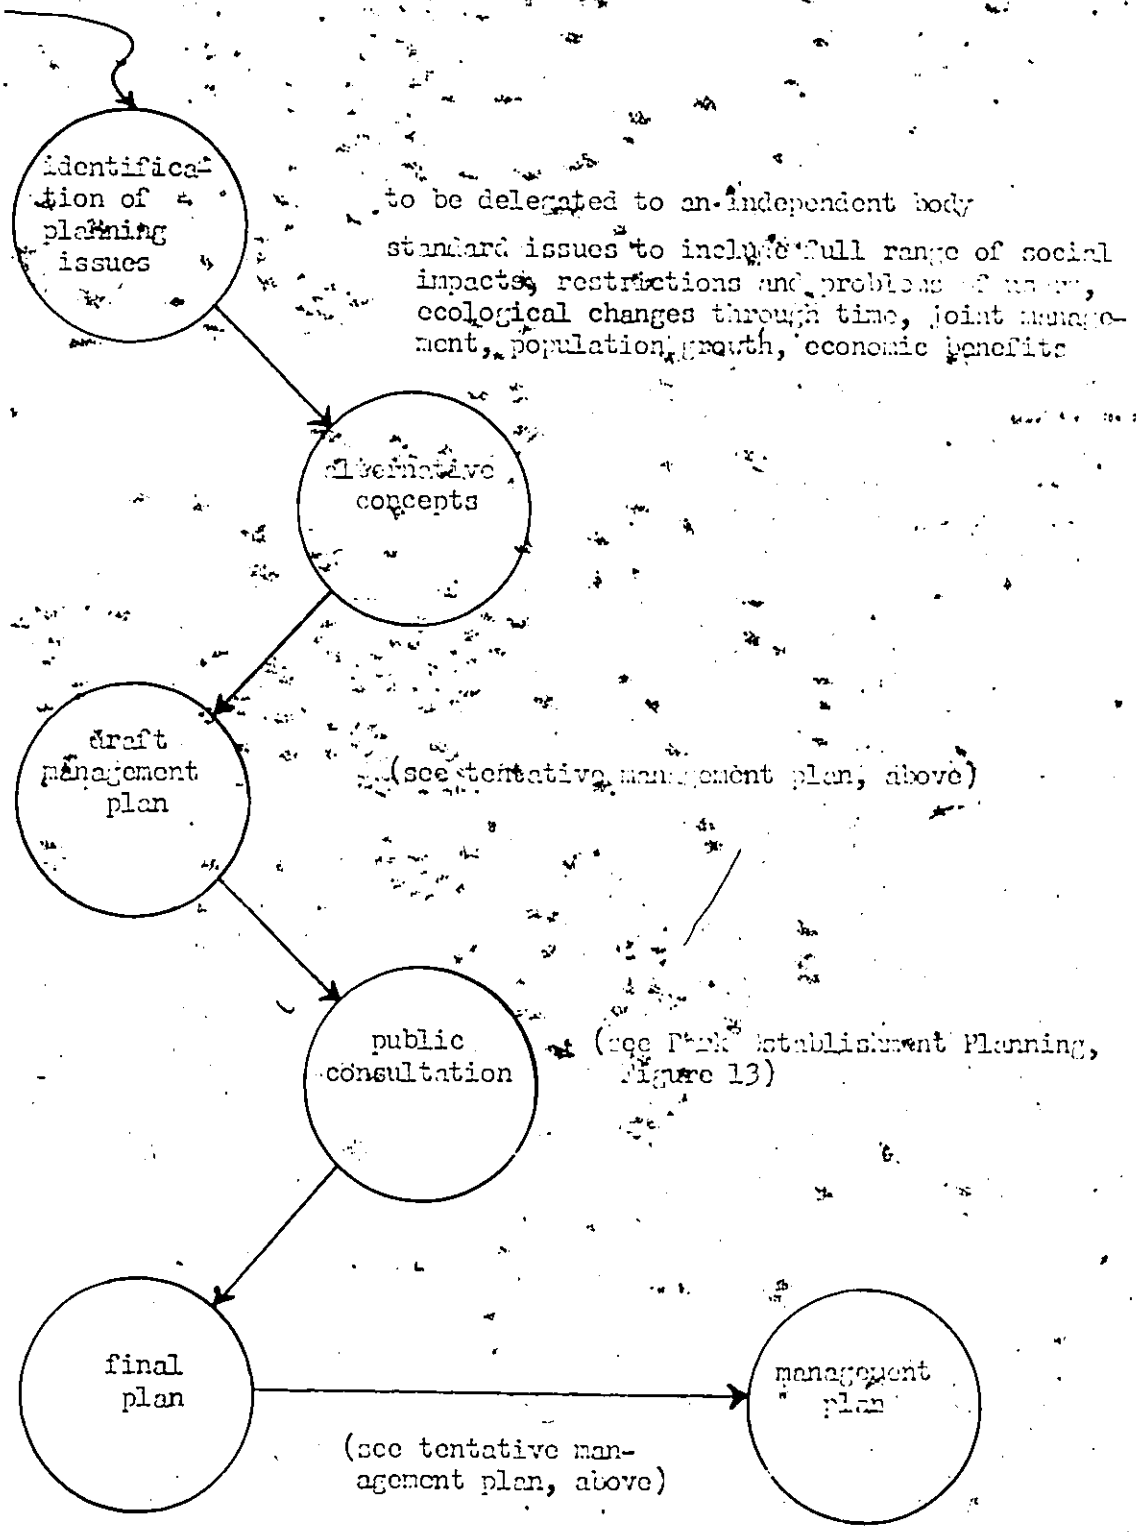 identifica-
tion of
planning
issues
to be delegated to an independent body
standard issues to include full range of social
impacts, restrictions and problems of users,
ecological changes through time, joint manage-
ment, population growth, economic benefits
alternative
concepts
draft
management
plan
(see tentative management plan, above)
public
consultation
(see Park Establishment Planning,
Figure 13)
final
plan
management
plan
(see tentative man-
agement plan, above)